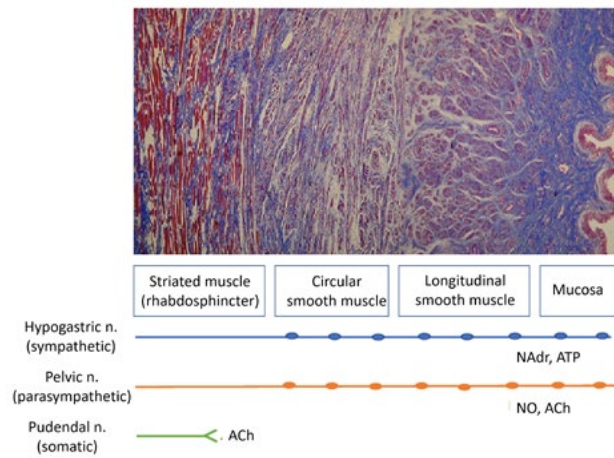 Striated muscle
(rhabdosphincter)
Circular
smooth muscle
Longitudinal
smooth muscle
Mucosa
Hypogastric n.
(sympathetic)
NAdr, ATP
Pelvic n.
(parasympathetic)
NO, ACh
Pudendal n.
(somatic)
ACh